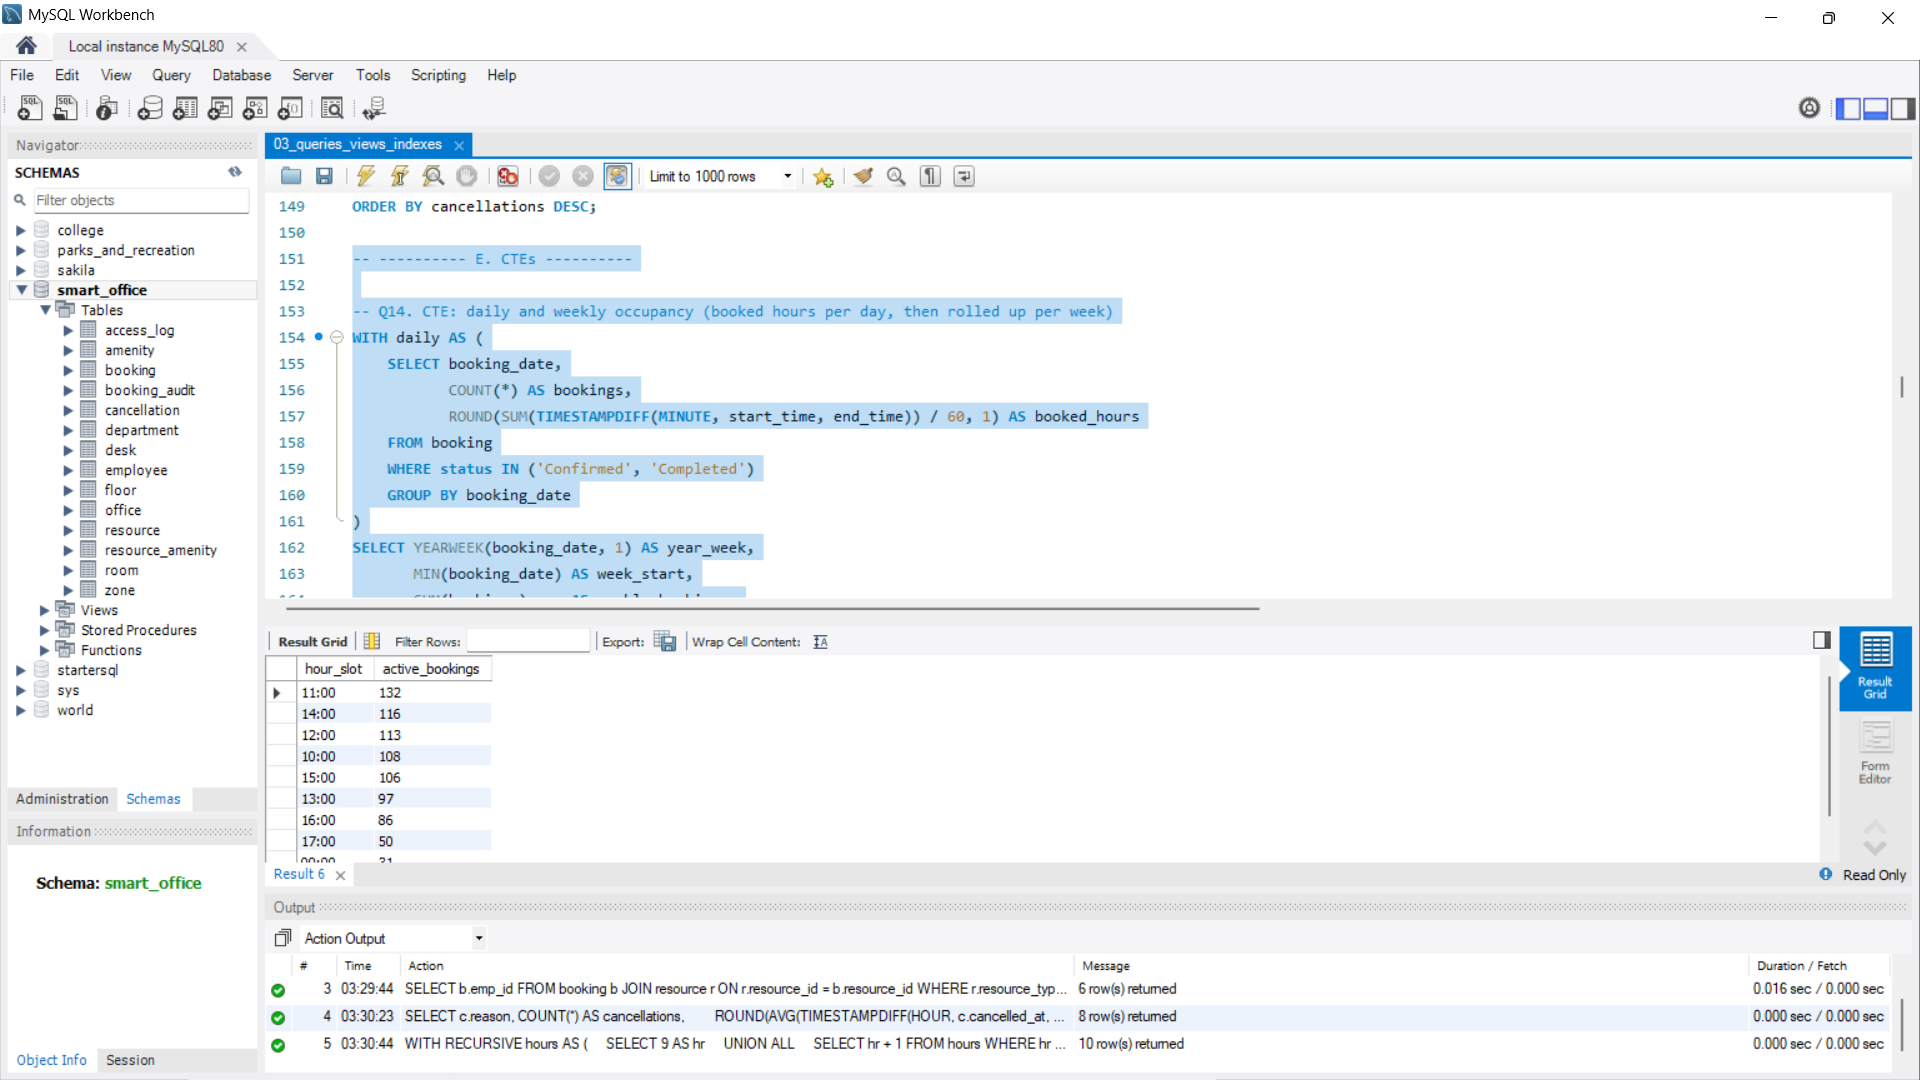 MySQL Workbench
Local instance MySQL80
File Edit View Query Database Server Tools Scripting Help
Navigator
SCHEMAS
Filter objects
college
parks_and_recreation
sakila
smart_office
Tables
access_log
amenity
booking
booking_audit
cancellation
department
desk
employee
floor
office
resource
resource_amenity
room
zone
Views
Stored Procedures
Functions
startersql
sys
world
Administration Schemas
Information
Schema: smart_office
Object Info Session
03_queries_views_indexes
Limit to 1000 rows
149 ORDER BY cancellations DESC;
150
151 -- ---------- E. CTEs ----------
152
153 -- Q14. CTE: daily and weekly occupancy (booked hours per day, then rolled up per week)
154 WITH daily AS (
155 SELECT booking_date,
156 COUNT(*) AS bookings,
157 ROUND(SUM(TIMESTAMPDIFF(MINUTE, start_time, end_time)) / 60, 1) AS booked_hours
158 FROM booking
159 WHERE status IN ('Confirmed', 'Completed')
160 GROUP BY booking_date
161 )
162 SELECT YEARWEEK(booking_date, 1) AS year_week,
163 MIN(booking_date) AS week_start,
Result Grid Filter Rows: Export: Wrap Cell Content:
hour_slot active_bookings
11:00 132
14:00 116
12:00 113
10:00 108
15:00 106
13:00 97
16:00 86
17:00 50
Result Grid
Form Editor
Result 6
Read Only
Output
Action Output
# Time Action Message Duration / Fetch
3 03:29:44 SELECT b.emp_id FROM booking b JOIN resource r ON r.resource_id = b.resource_id WHERE r.resource_typ... 6 row(s) returned 0.016 sec / 0.000 sec
4 03:30:23 SELECT c.reason, COUNT(*) AS cancellations, ROUND(AVG(TIMESTAMPDIFF(HOUR, c.cancelled_at, ... 8 row(s) returned 0.000 sec / 0.000 sec
5 03:30:44 WITH RECURSIVE hours AS ( SELECT 9 AS hr UNION ALL SELECT hr + 1 FROM hours WHERE hr ... 10 row(s) returned 0.000 sec / 0.000 sec